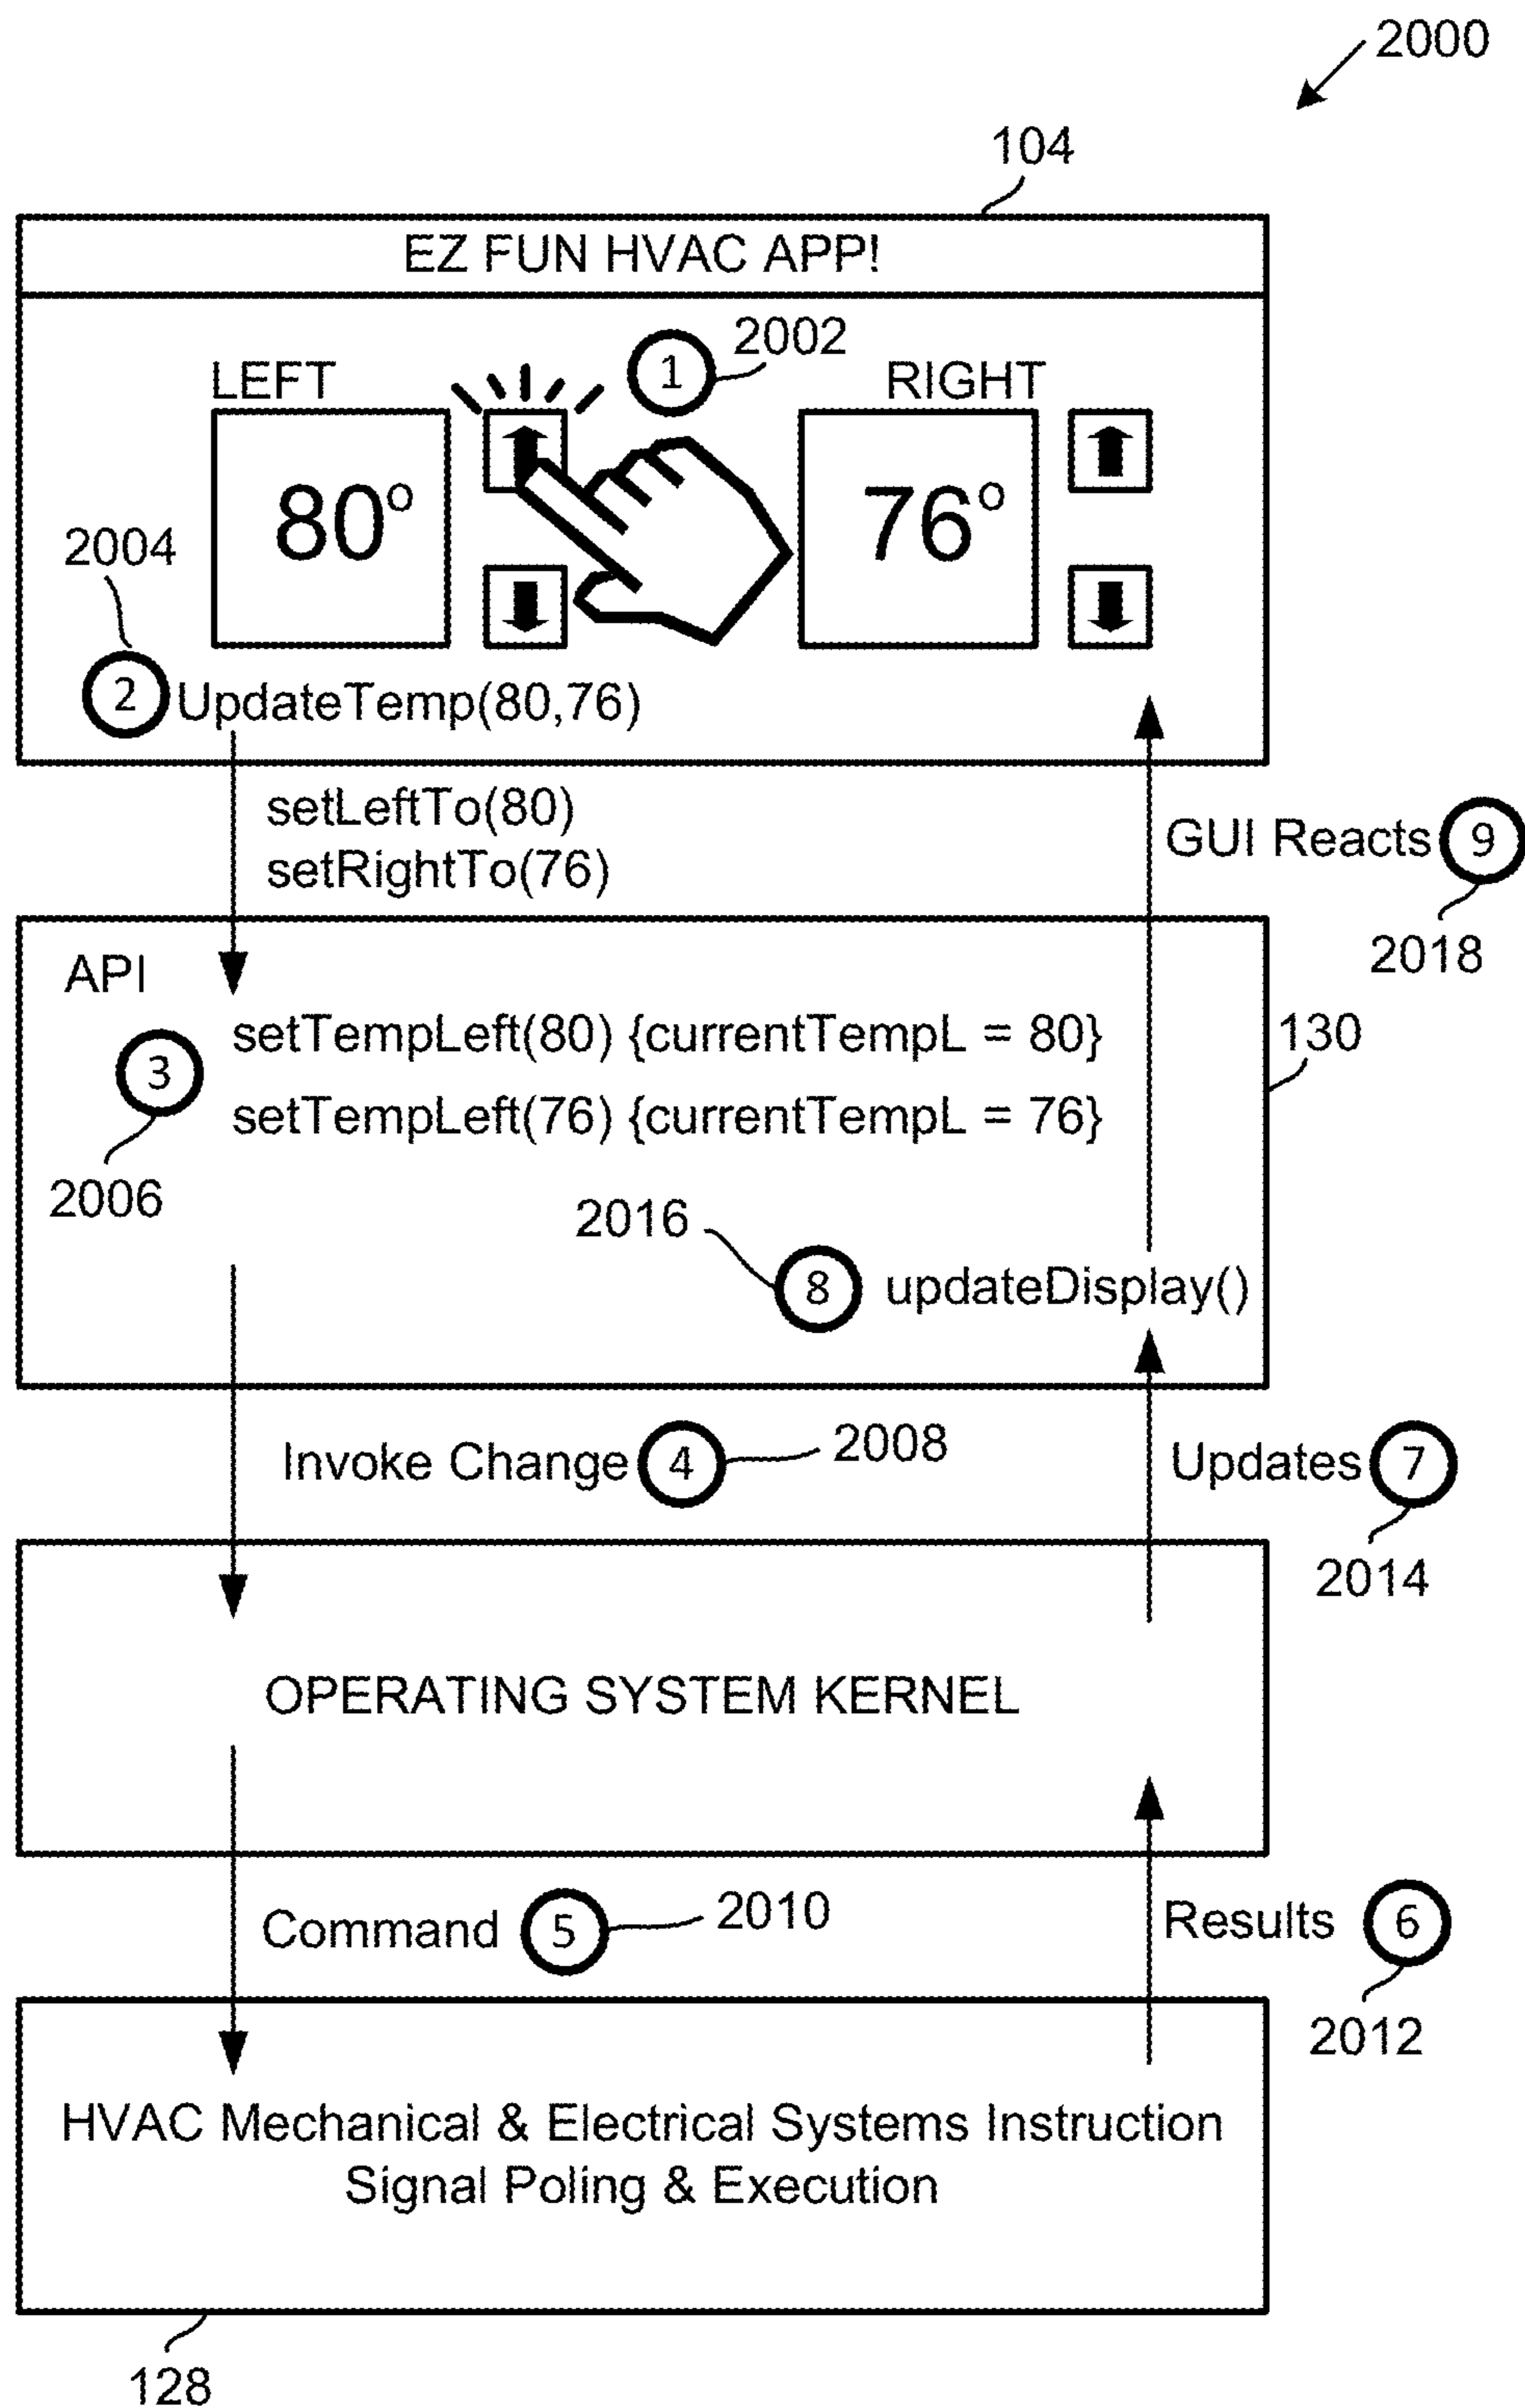 2000
104
EZ FUN HVAC APP!
1 2002
LEFT
RIGHT
80°
76°
2004
2 UpdateTemp(80,76)
setLeftTo(80)
setRightTo(76)
GUI Reacts 9
2018
API
130
3
setTempLeft(80) {currentTempL = 80}
setTempLeft(76) {currentTempL = 76}
2006
2016
8 updateDisplay()
Invoke Change 4 2008
Updates 7
2014
OPERATING SYSTEM KERNEL
Command 5 2010
Results 6
2012
HVAC Mechanical & Electrical Systems Instruction
Signal Poling & Execution
128